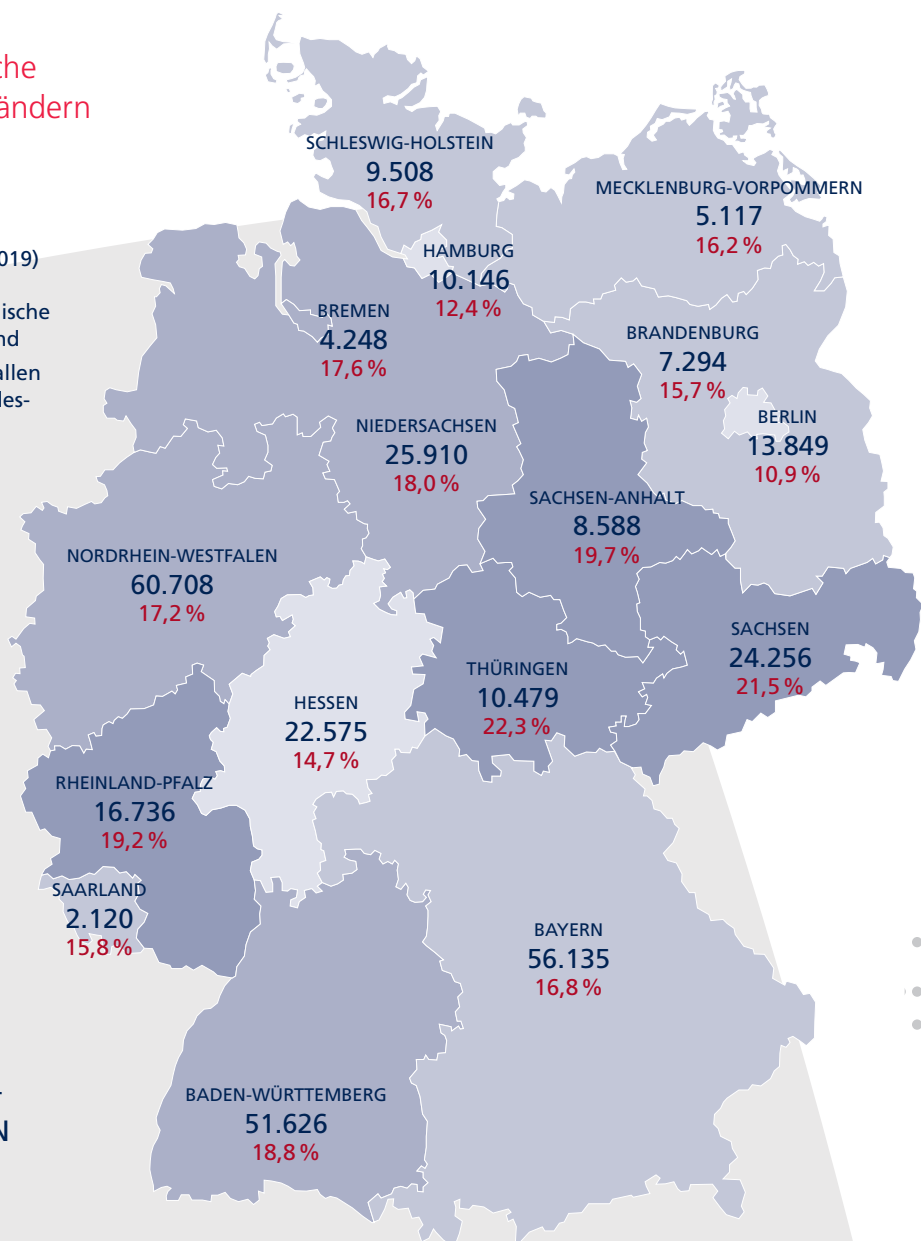 che
ändern
019)
ische
nd
allen
des-
SCHLESWIG-HOLSTEIN
9.508
16,7 %
MECKLENBURG-VORPOMMERN
5.117
16,2 %
HAMBURG
10.146
12,4 %
BREMEN
4.248
17,6 %
BRANDENBURG
7.294
15,7 %
BERLIN
13.849
10,9 %
NIEDERSACHSEN
25.910
18,0 %
SACHSEN-ANHALT
8.588
19,7 %
NORDRHEIN-WESTFALEN
60.708
17,2 %
SACHSEN
24.256
21,5 %
THÜRINGEN
10.479
22,3 %
HESSEN
22.575
14,7 %
RHEINLAND-PFALZ
16.736
19,2 %
SAARLAND
2.120
15,8 %
BAYERN
56.135
16,8 %
BADEN-WÜRTTEMBERG
51.626
18,8 %
N